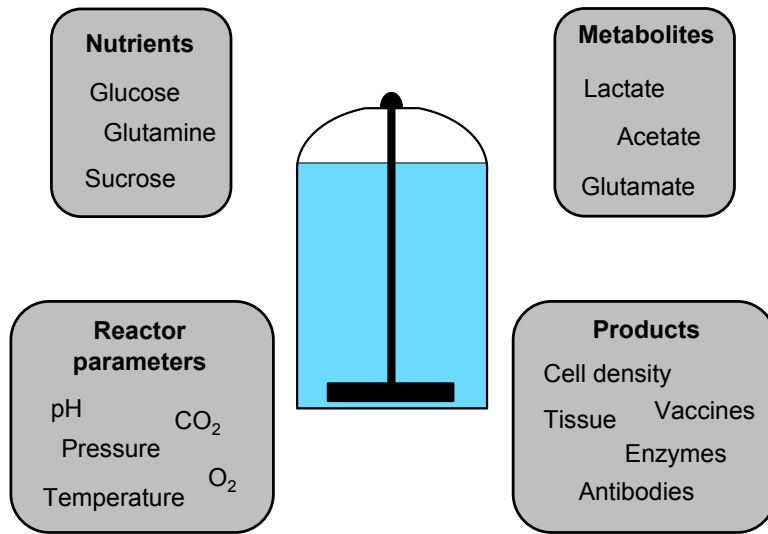 Nutrients
Glucose
Glutamine
Sucrose
Metabolites
Lactate
Acetate
Glutamate
Reactor
parameters
pH
CO₂
Pressure
O₂
Temperature
Products
Cell density
Tissue
Vaccines
Enzymes
Antibodies